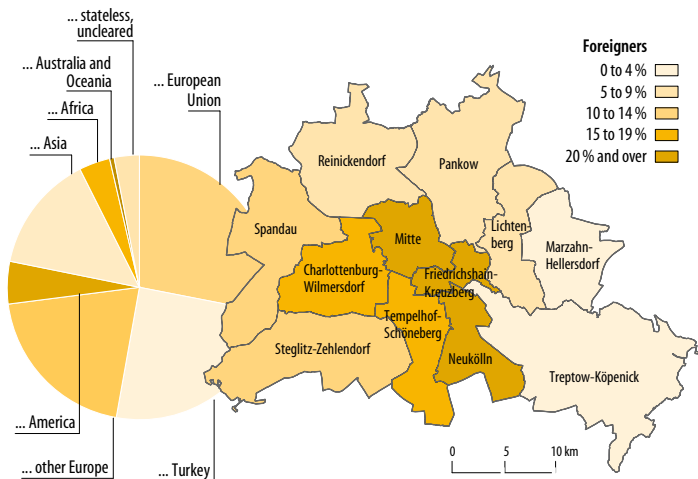 ... stateless,
uncleared
... Australia and
Oceania
... Africa
... Asia
... European
Union
Foreigners
0 to 4 %
5 to 9 %
10 to 14 %
15 to 19 %
20 % and over
Reinickendorf
Pankow
Spandau
Mitte
Lichten-
berg
Marzahn-
Hellersdorf
Charlottenburg-
Wilmersdorf
Friedrichshain-
Kreuzberg
Tempelhof-
Schöneberg
Steglitz-Zehlendorf
Neukölln
Treptow-Köpenick
... America
... other Europe
... Turkey
0 5 10 km